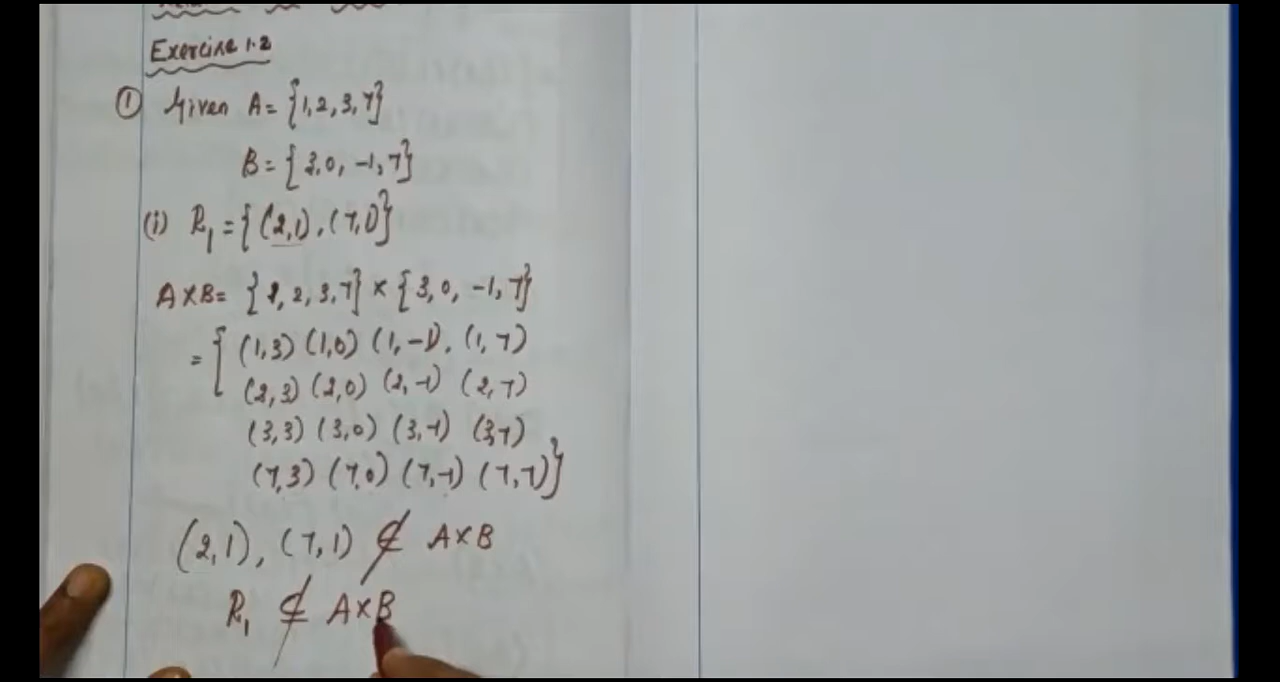 Exercise 1.2
① Given A = {1, 2, 3, 7}
B = {3, 0, -1, 7}
(i) R₁ = {(2,1), (7,1)}
A×B = {1, 2, 3, 7} × {3, 0, -1, 7}
= { (1,3) (1,0) (1,-1), (1,7)
(2,3) (2,0) (2,-1) (2,7)
(3,3) (3,0) (3,-1) (3,7)
(7,3) (7,0) (7,-1) (7,7)}
(2,1), (7,1) ∉ A×B
R₁ ⊄ A×B